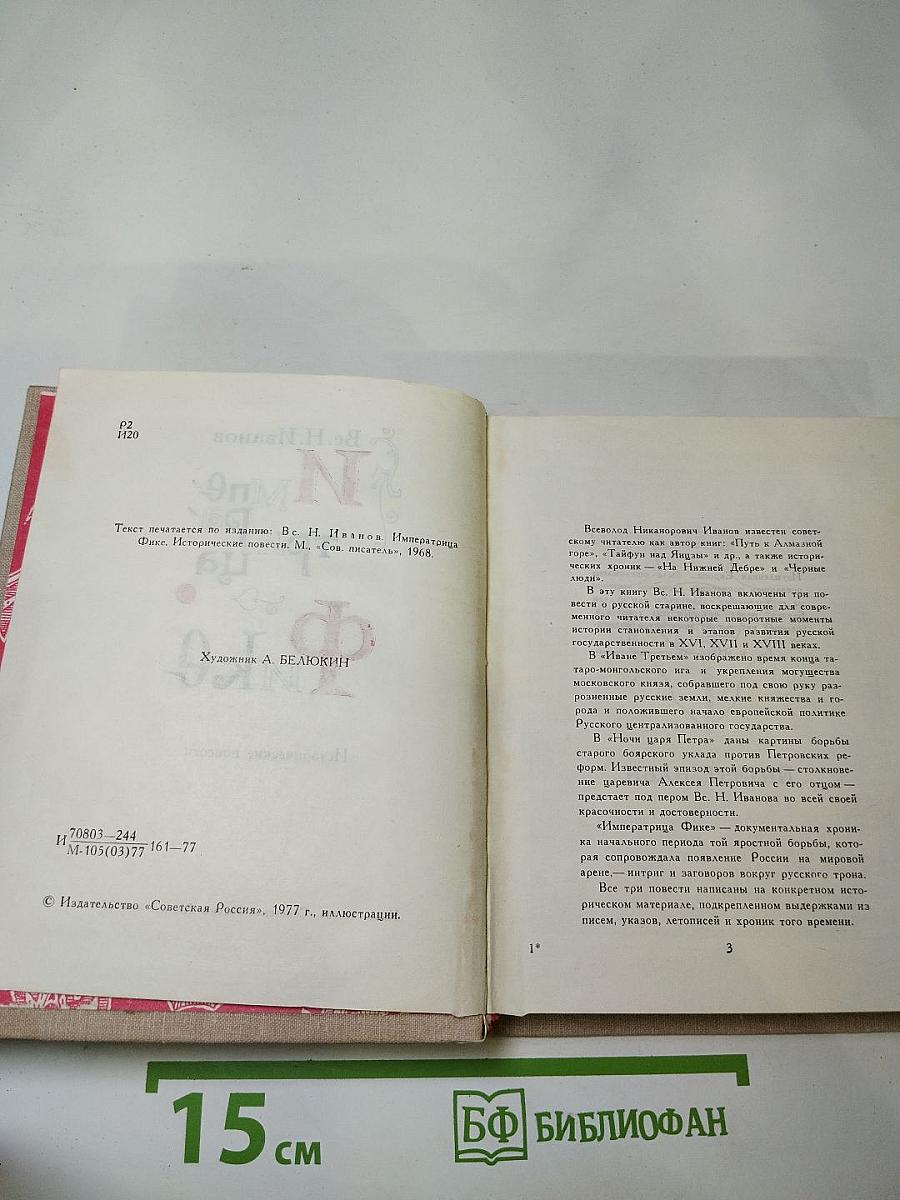 Р2
И20
Текст печатается по изданию: Вс. Н. Иванов. Императрица
Фике. Исторические повести. М., «Сов. писатель», 1968.
Художник А. БЕЛЮКИН
И 70803—244
М-105(03)77 161—77
© Издательство «Советская Россия», 1977 г., иллюстрации.
Всеволод Никанорович Иванов известен совет-
скому читателю как автор книг: «Путь к Алмазной
горе», «Тайфун над Янцзы» и др., а также истори-
ческих хроник — «На Нижней Дебре» и «Черные
люди».
В эту книгу Вс. Н. Иванова включены три по-
вести о русской старине, воскрешающие для совре-
менного читателя некоторые поворотные моменты
истории становления и этапов развития русской
государственности в XVI, XVII и XVIII веках.
В «Иване Третьем» изображено время конца та-
таро-монгольского ига и укрепления могущества
московского князя, собравшего под свою руку раз-
розненные русские земли, мелкие княжества и го-
рода и положившего начало европейской политике
Русского централизованного государства.
В «Ночи царя Петра» даны картины борьбы
старого боярского уклада против Петровских ре-
форм. Известный эпизод этой борьбы — столкнове-
ние царевича Алексея Петровича с его отцом —
предстает под пером Вс. Н. Иванова во всей своей
красочности и достоверности.
«Императрица Фике» — документальная хрони-
ка начального периода той яростной борьбы, кото-
рая сопровождала появление России на мировой
арене,— интриг и заговоров вокруг русского трона.
Все три повести написаны на конкретном исто-
рическом материале, подкрепленном выдержками из
писем, указов, летописей и хроник того времени.
1*
3
15 см
БФ БИБЛИОФАН